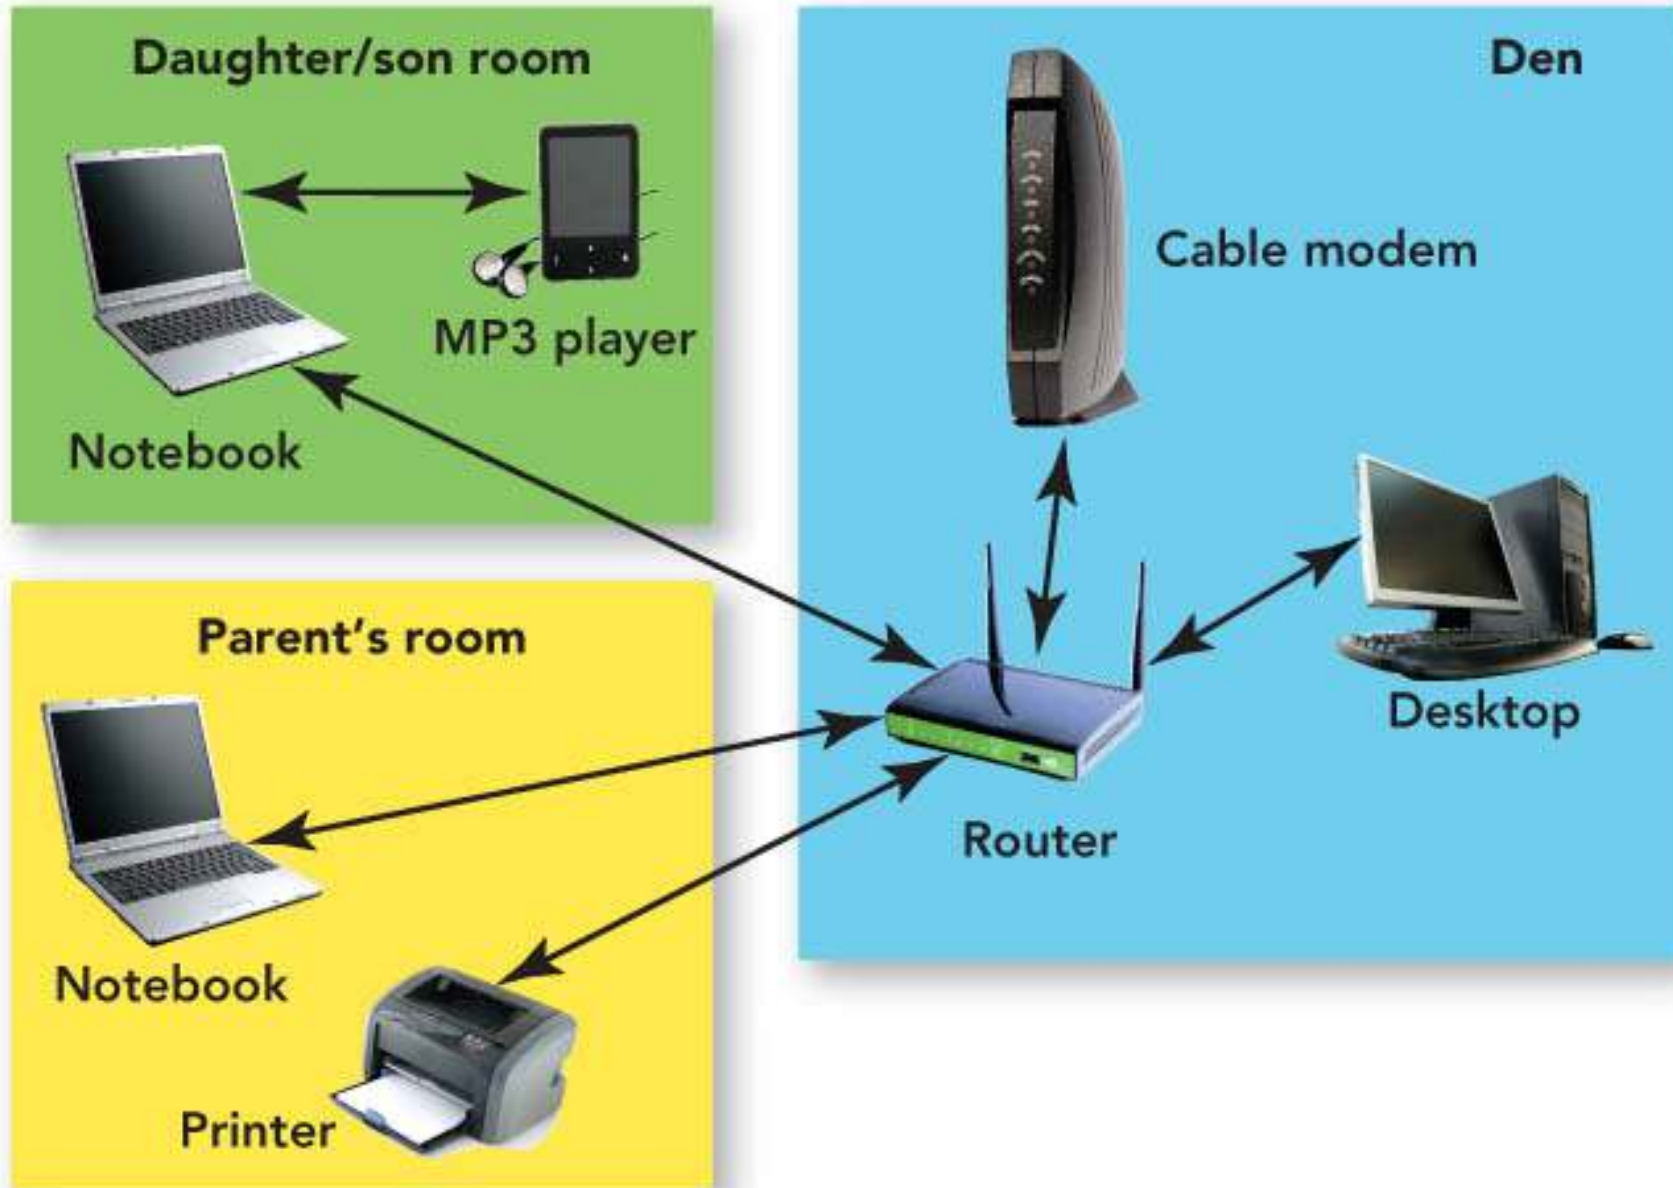 Daughter/son room
MP3 player
Notebook
Den
Cable modem
Desktop
Router
Parent's room
Notebook
Printer